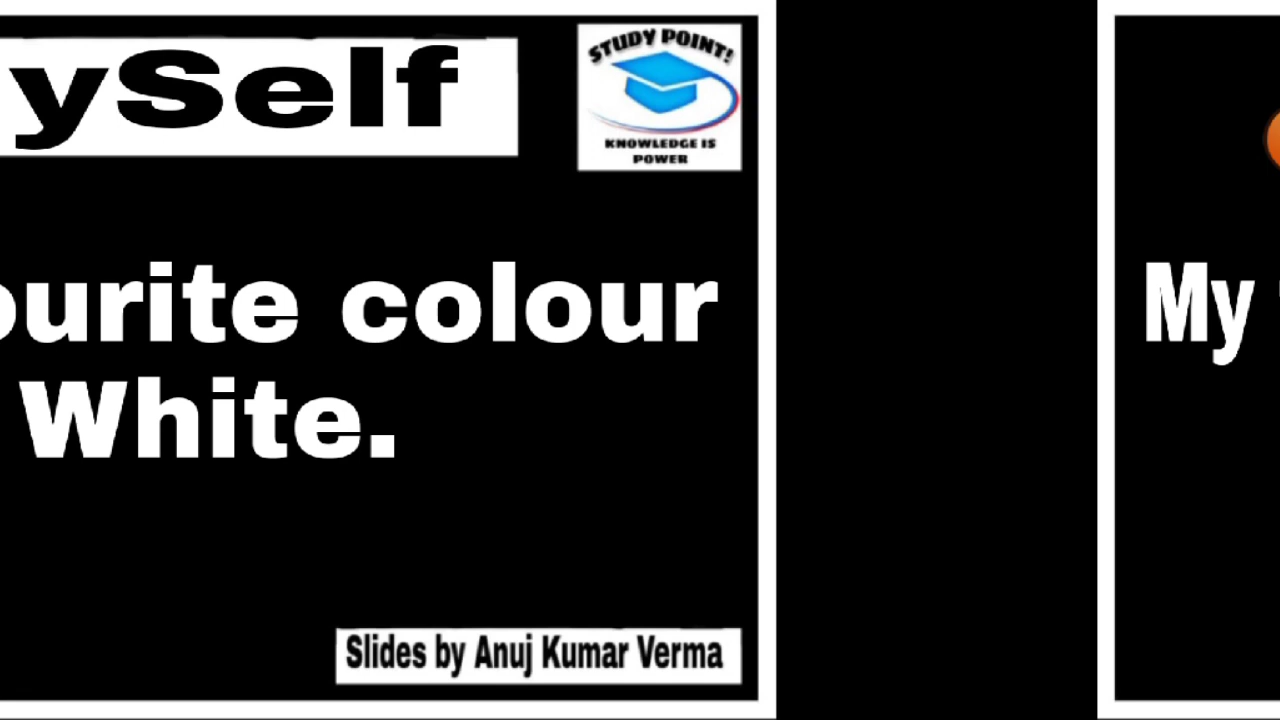 ySelf
STUDY POINT!
KNOWLEDGE IS
POWER
ourite colour
White.
My
Slides by Anuj Kumar Verma